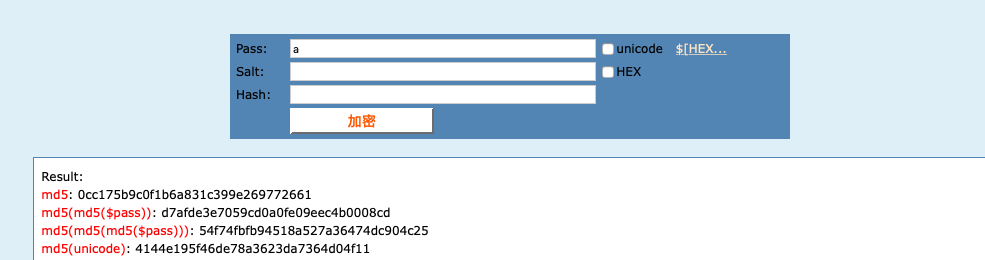 Pass: a unicode $[HEX...
Salt: HEX
Hash:
加密
Result:
md5: 0cc175b9c0f1b6a831c399e269772661
md5(md5($pass)): d7afde3e7059cd0a0fe09eec4b0008cd
md5(md5(md5($pass))): 54f74fbfb94518a527a36474dc904c25
md5(unicode): 4144e195f46de78a3623da7364d04f11